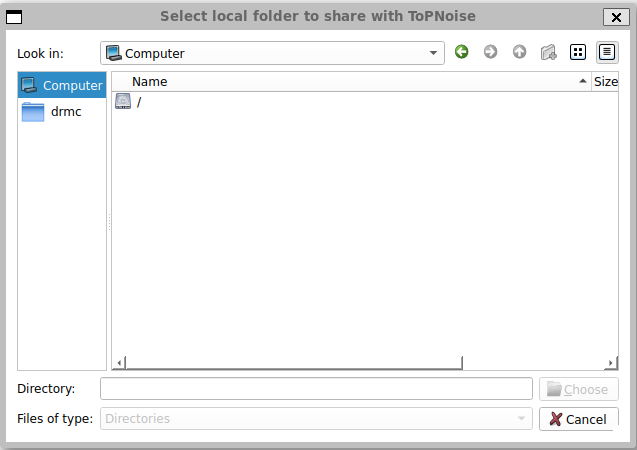 Select local folder to share with ToPNoise
Look in: Computer
Computer
drmc
Name Size
/
Directory:
Choose
Files of type: Directories
Cancel